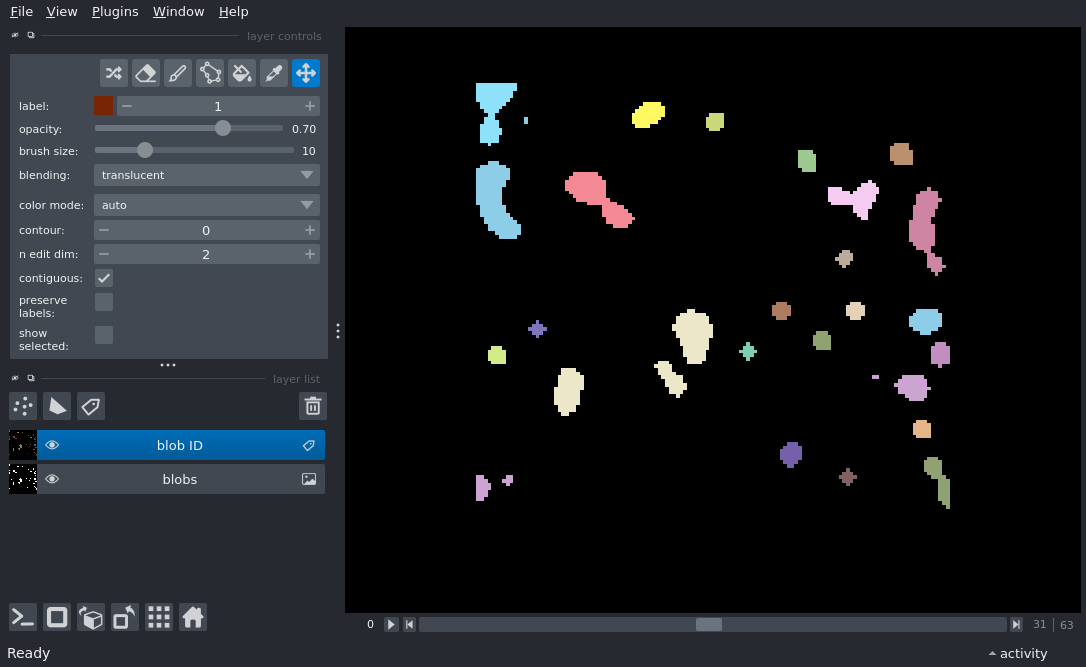 File View Plugins Window Help
layer controls
label: 1
opacity: 0.70
brush size: 10
blending: translucent
color mode: auto
contour: 0
n edit dim: 2
contiguous:
preserve
labels:
show
selected:
layer list
blob ID
blobs
0 31 | 63
Ready activity